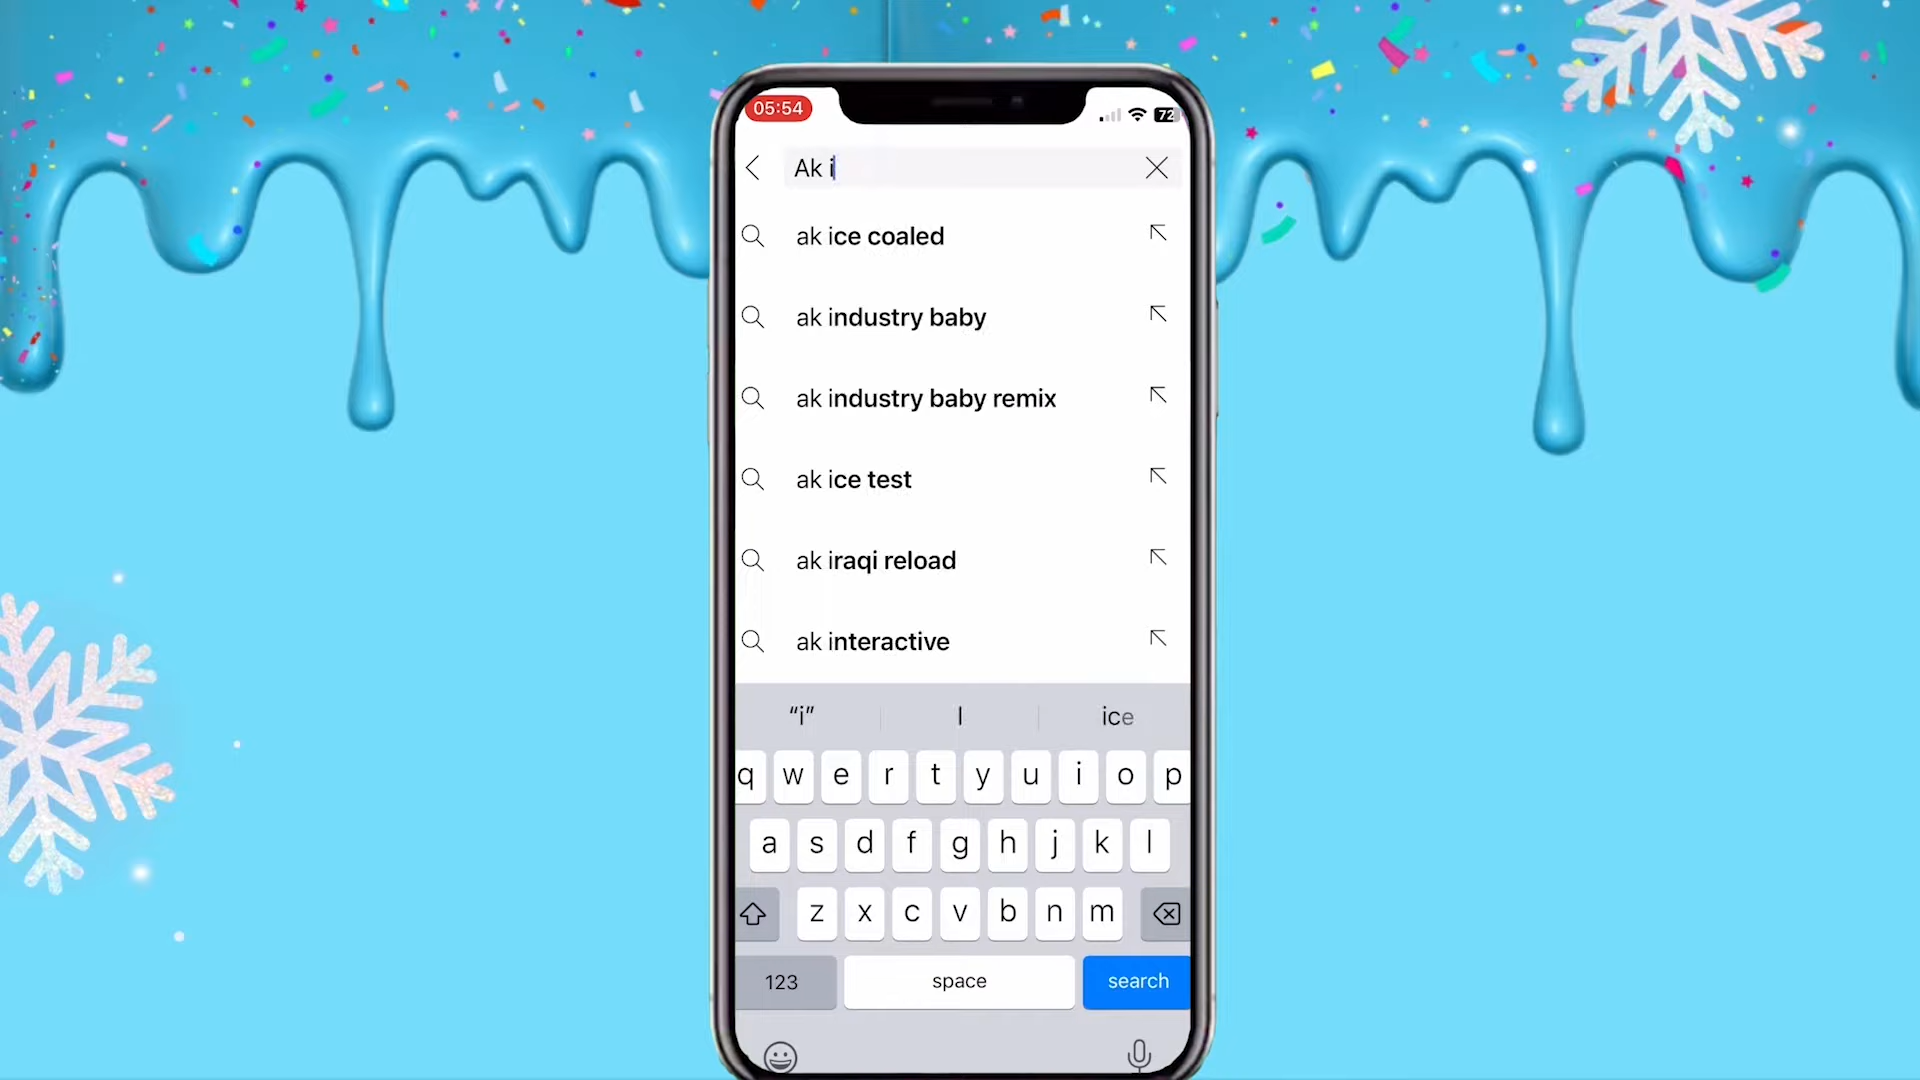 05:54
72
Ak i
ak ice coaled
ak industry baby
ak industry baby remix
ak ice test
ak iraqi reload
ak interactive
“i” I ice
q w e r t y u i o p
a s d f g h j k l
z x c v b n m
123 space search